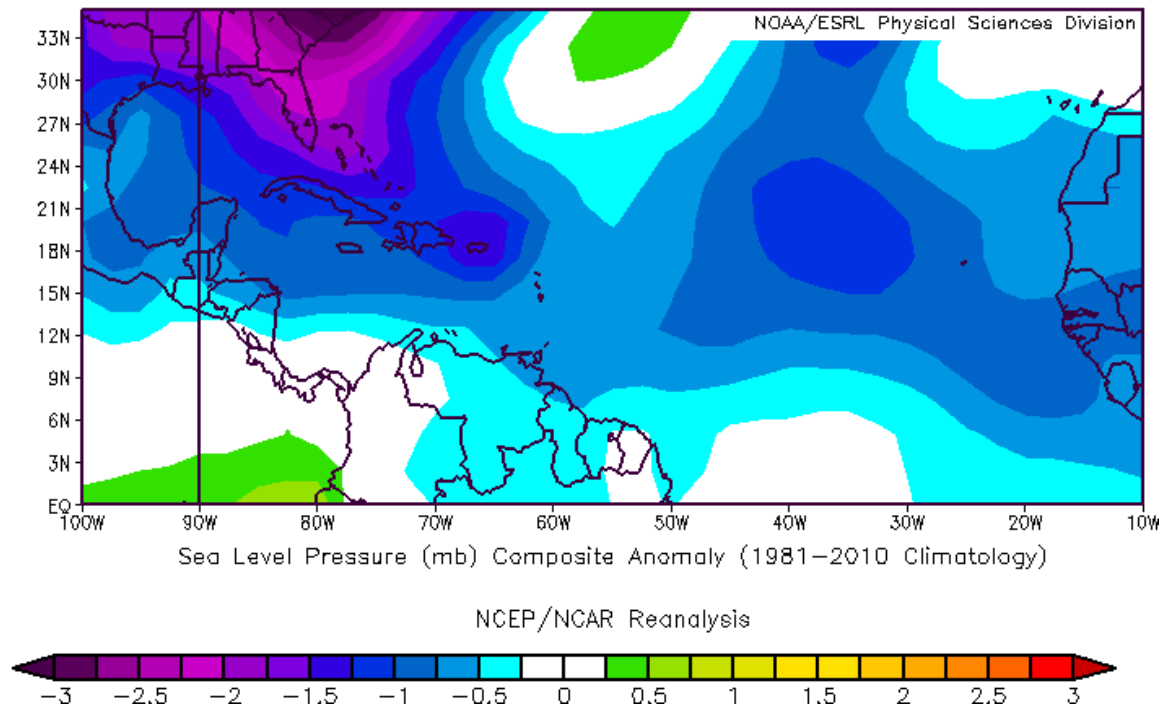 NOAA/ESRL Physical Sciences Division
33N
30N
27N
24N
21N
18N
15N
12N
9N
6N
3N
EQ
100W 90W 80W 70W 60W 50W 40W 30W 20W 10W
Sea Level Pressure (mb) Composite Anomaly (1981-2010 Climatology)
NCEP/NCAR Reanalysis
-3 -2.5 -2 -1.5 -1 -0.5 0 0.5 1 1.5 2 2.5 3